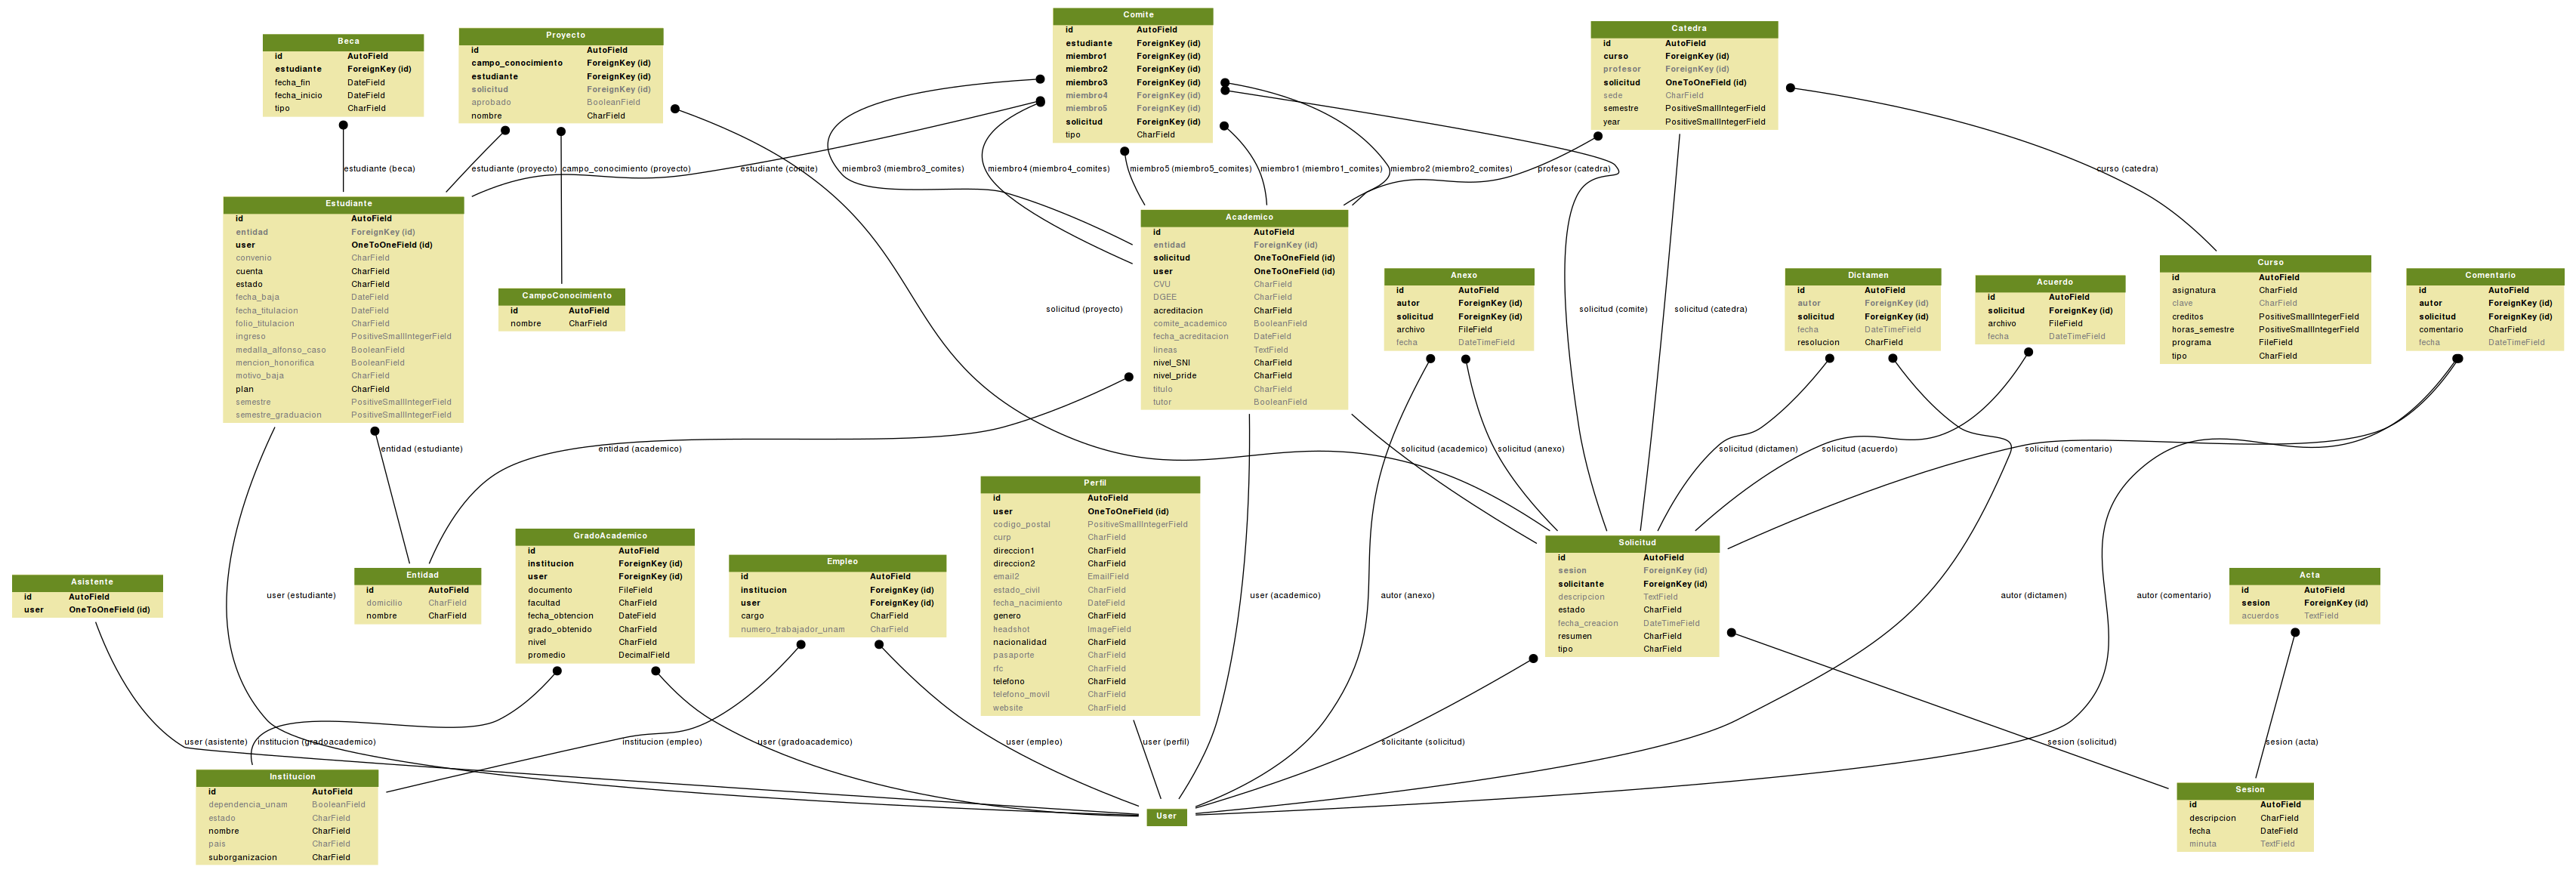 Beca
id AutoField
estudiante ForeignKey (id)
fecha_fin DateField
fecha_inicio DateField
tipo CharField
Proyecto
id AutoField
campo_conocimiento ForeignKey (id)
estudiante ForeignKey (id)
solicitud ForeignKey (id)
aprobado BooleanField
nombre CharField
Comite
id AutoField
estudiante ForeignKey (id)
miembro1 ForeignKey (id)
miembro2 ForeignKey (id)
miembro3 ForeignKey (id)
miembro4 ForeignKey (id)
miembro5 ForeignKey (id)
solicitud ForeignKey (id)
tipo CharField
Catedra
id AutoField
curso ForeignKey (id)
profesor ForeignKey (id)
solicitud OneToOneField (id)
sede CharField
semestre PositiveSmallIntegerField
year PositiveSmallIntegerField
estudiante (beca)
estudiante (proyecto)
campo_conocimiento (proyecto)
estudiante (comite)
miembro3 (miembro3_comites)
miembro4 (miembro4_comites)
miembro5 (miembro5_comites)
miembro1 (miembro1_comites)
miembro2 (miembro2_comites)
profesor (catedra)
curso (catedra)
Estudiante
id AutoField
entidad ForeignKey (id)
user OneToOneField (id)
convenio CharField
cuenta CharField
estado CharField
fecha_baja DateField
fecha_titulacion DateField
folio_titulacion CharField
ingreso PositiveSmallIntegerField
medalla_alfonso_caso BooleanField
mencion_honorifica BooleanField
motivo_baja CharField
plan CharField
semestre PositiveSmallIntegerField
semestre_graduacion PositiveSmallIntegerField
CampoConocimiento
id AutoField
nombre CharField
solicitud (proyecto)
Academico
id AutoField
entidad ForeignKey (id)
solicitud OneToOneField (id)
user OneToOneField (id)
CVU CharField
DGEE CharField
acreditacion CharField
comite_academico BooleanField
fecha_acreditacion DateField
lineas TextField
nivel_SNI CharField
nivel_pride CharField
titulo CharField
tutor BooleanField
Anexo
id AutoField
autor ForeignKey (id)
solicitud ForeignKey (id)
archivo FileField
fecha DateTimeField
solicitud (comite)
solicitud (catedra)
Dictamen
id AutoField
autor ForeignKey (id)
solicitud ForeignKey (id)
fecha DateTimeField
resolucion CharField
Acuerdo
id AutoField
solicitud ForeignKey (id)
archivo FileField
fecha DateTimeField
Curso
id AutoField
asignatura CharField
clave CharField
creditos PositiveSmallIntegerField
horas_semestre PositiveSmallIntegerField
programa FileField
tipo CharField
Comentario
id AutoField
autor ForeignKey (id)
solicitud ForeignKey (id)
comentario CharField
fecha DateTimeField
entidad (estudiante)
entidad (academico)
solicitud (academico)
solicitud (anexo)
solicitud (dictamen)
solicitud (acuerdo)
solicitud (comentario)
Asistente
id AutoField
user OneToOneField (id)
user (estudiante)
Entidad
id AutoField
domicilio CharField
nombre CharField
GradoAcademico
id AutoField
institucion ForeignKey (id)
user ForeignKey (id)
documento FileField
facultad CharField
fecha_obtencion DateField
grado_obtenido CharField
nivel CharField
promedio DecimalField
Empleo
id AutoField
institucion ForeignKey (id)
user ForeignKey (id)
cargo CharField
numero_trabajador_unam CharField
Perfil
id AutoField
user OneToOneField (id)
codigo_postal PositiveSmallIntegerField
curp CharField
direccion1 CharField
direccion2 CharField
email2 EmailField
estado_civil CharField
fecha_nacimiento DateField
genero CharField
headshot ImageField
nacionalidad CharField
pasaporte CharField
rfc CharField
telefono CharField
telefono_movil CharField
website CharField
user (academico)
autor (anexo)
Solicitud
id AutoField
sesion ForeignKey (id)
solicitante ForeignKey (id)
descripcion TextField
estado CharField
fecha_creacion DateTimeField
resumen CharField
tipo CharField
autor (dictamen)
autor (comentario)
Acta
id AutoField
sesion ForeignKey (id)
acuerdos TextField
user (asistente)
institucion (gradoacademico)
institucion (empleo)
user (gradoacademico)
user (empleo)
user (perfil)
solicitante (solicitud)
sesion (solicitud)
sesion (acta)
Institucion
id AutoField
dependencia_unam BooleanField
estado CharField
nombre CharField
pais CharField
suborganizacion CharField
User
Sesion
id AutoField
descripcion CharField
fecha DateField
minuta TextField